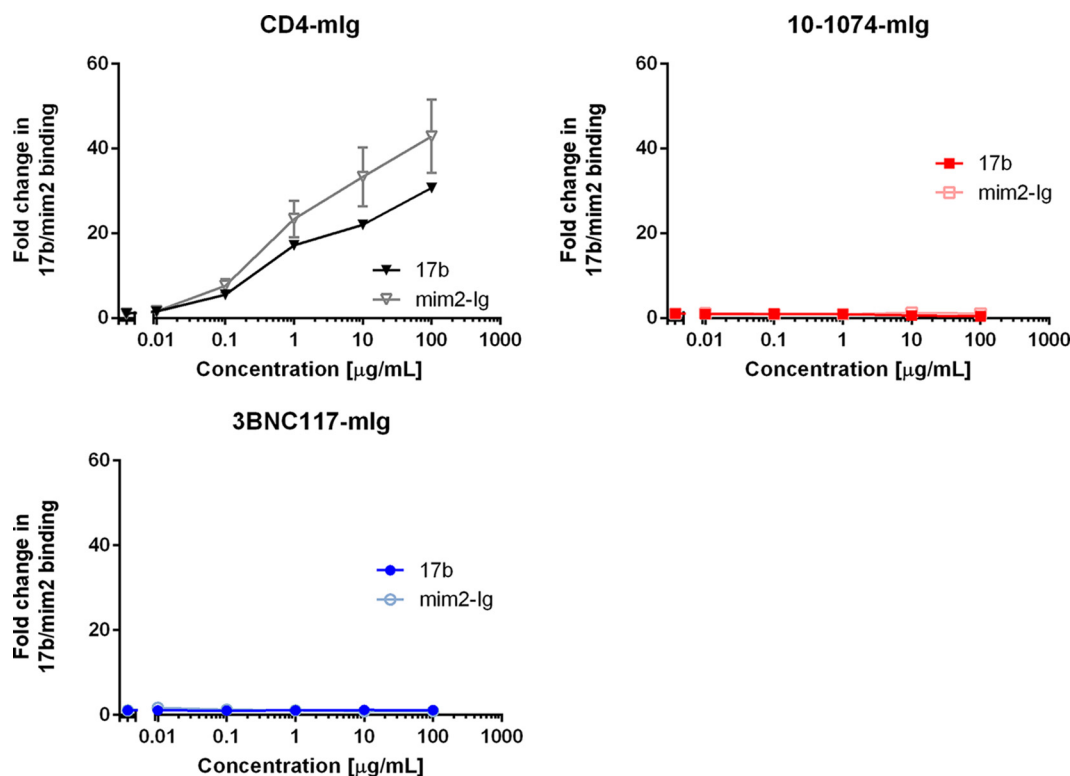 CD4-mIg
60
40
20
0
Fold change in
17b/mim2 binding
17b
mim2-Ig
0.01 0.1 1 10 100 1000
Concentration [μg/mL]
10-1074-mIg
60
40
20
0
Fold change in
17b/mim2 binding
17b
mim2-Ig
0.01 0.1 1 10 100 1000
Concentration [μg/mL]
3BNC117-mIg
60
40
20
0
Fold change in
17b/mim2 binding
17b
mim2-Ig
0.01 0.1 1 10 100 1000
Concentration [μg/mL]